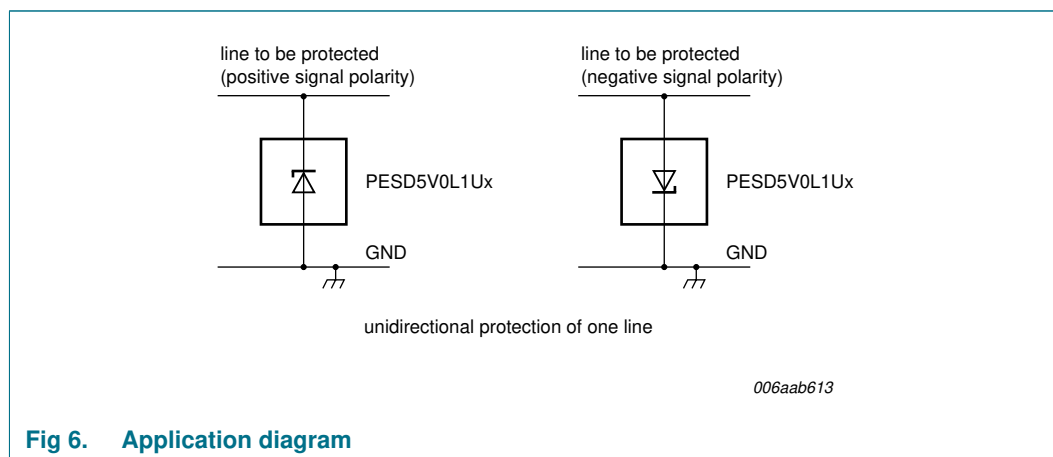 line to be protected
(positive signal polarity)
PESD5V0L1Ux
GND
line to be protected
(negative signal polarity)
PESD5V0L1Ux
GND
unidirectional protection of one line
006aab613
Fig 6. Application diagram